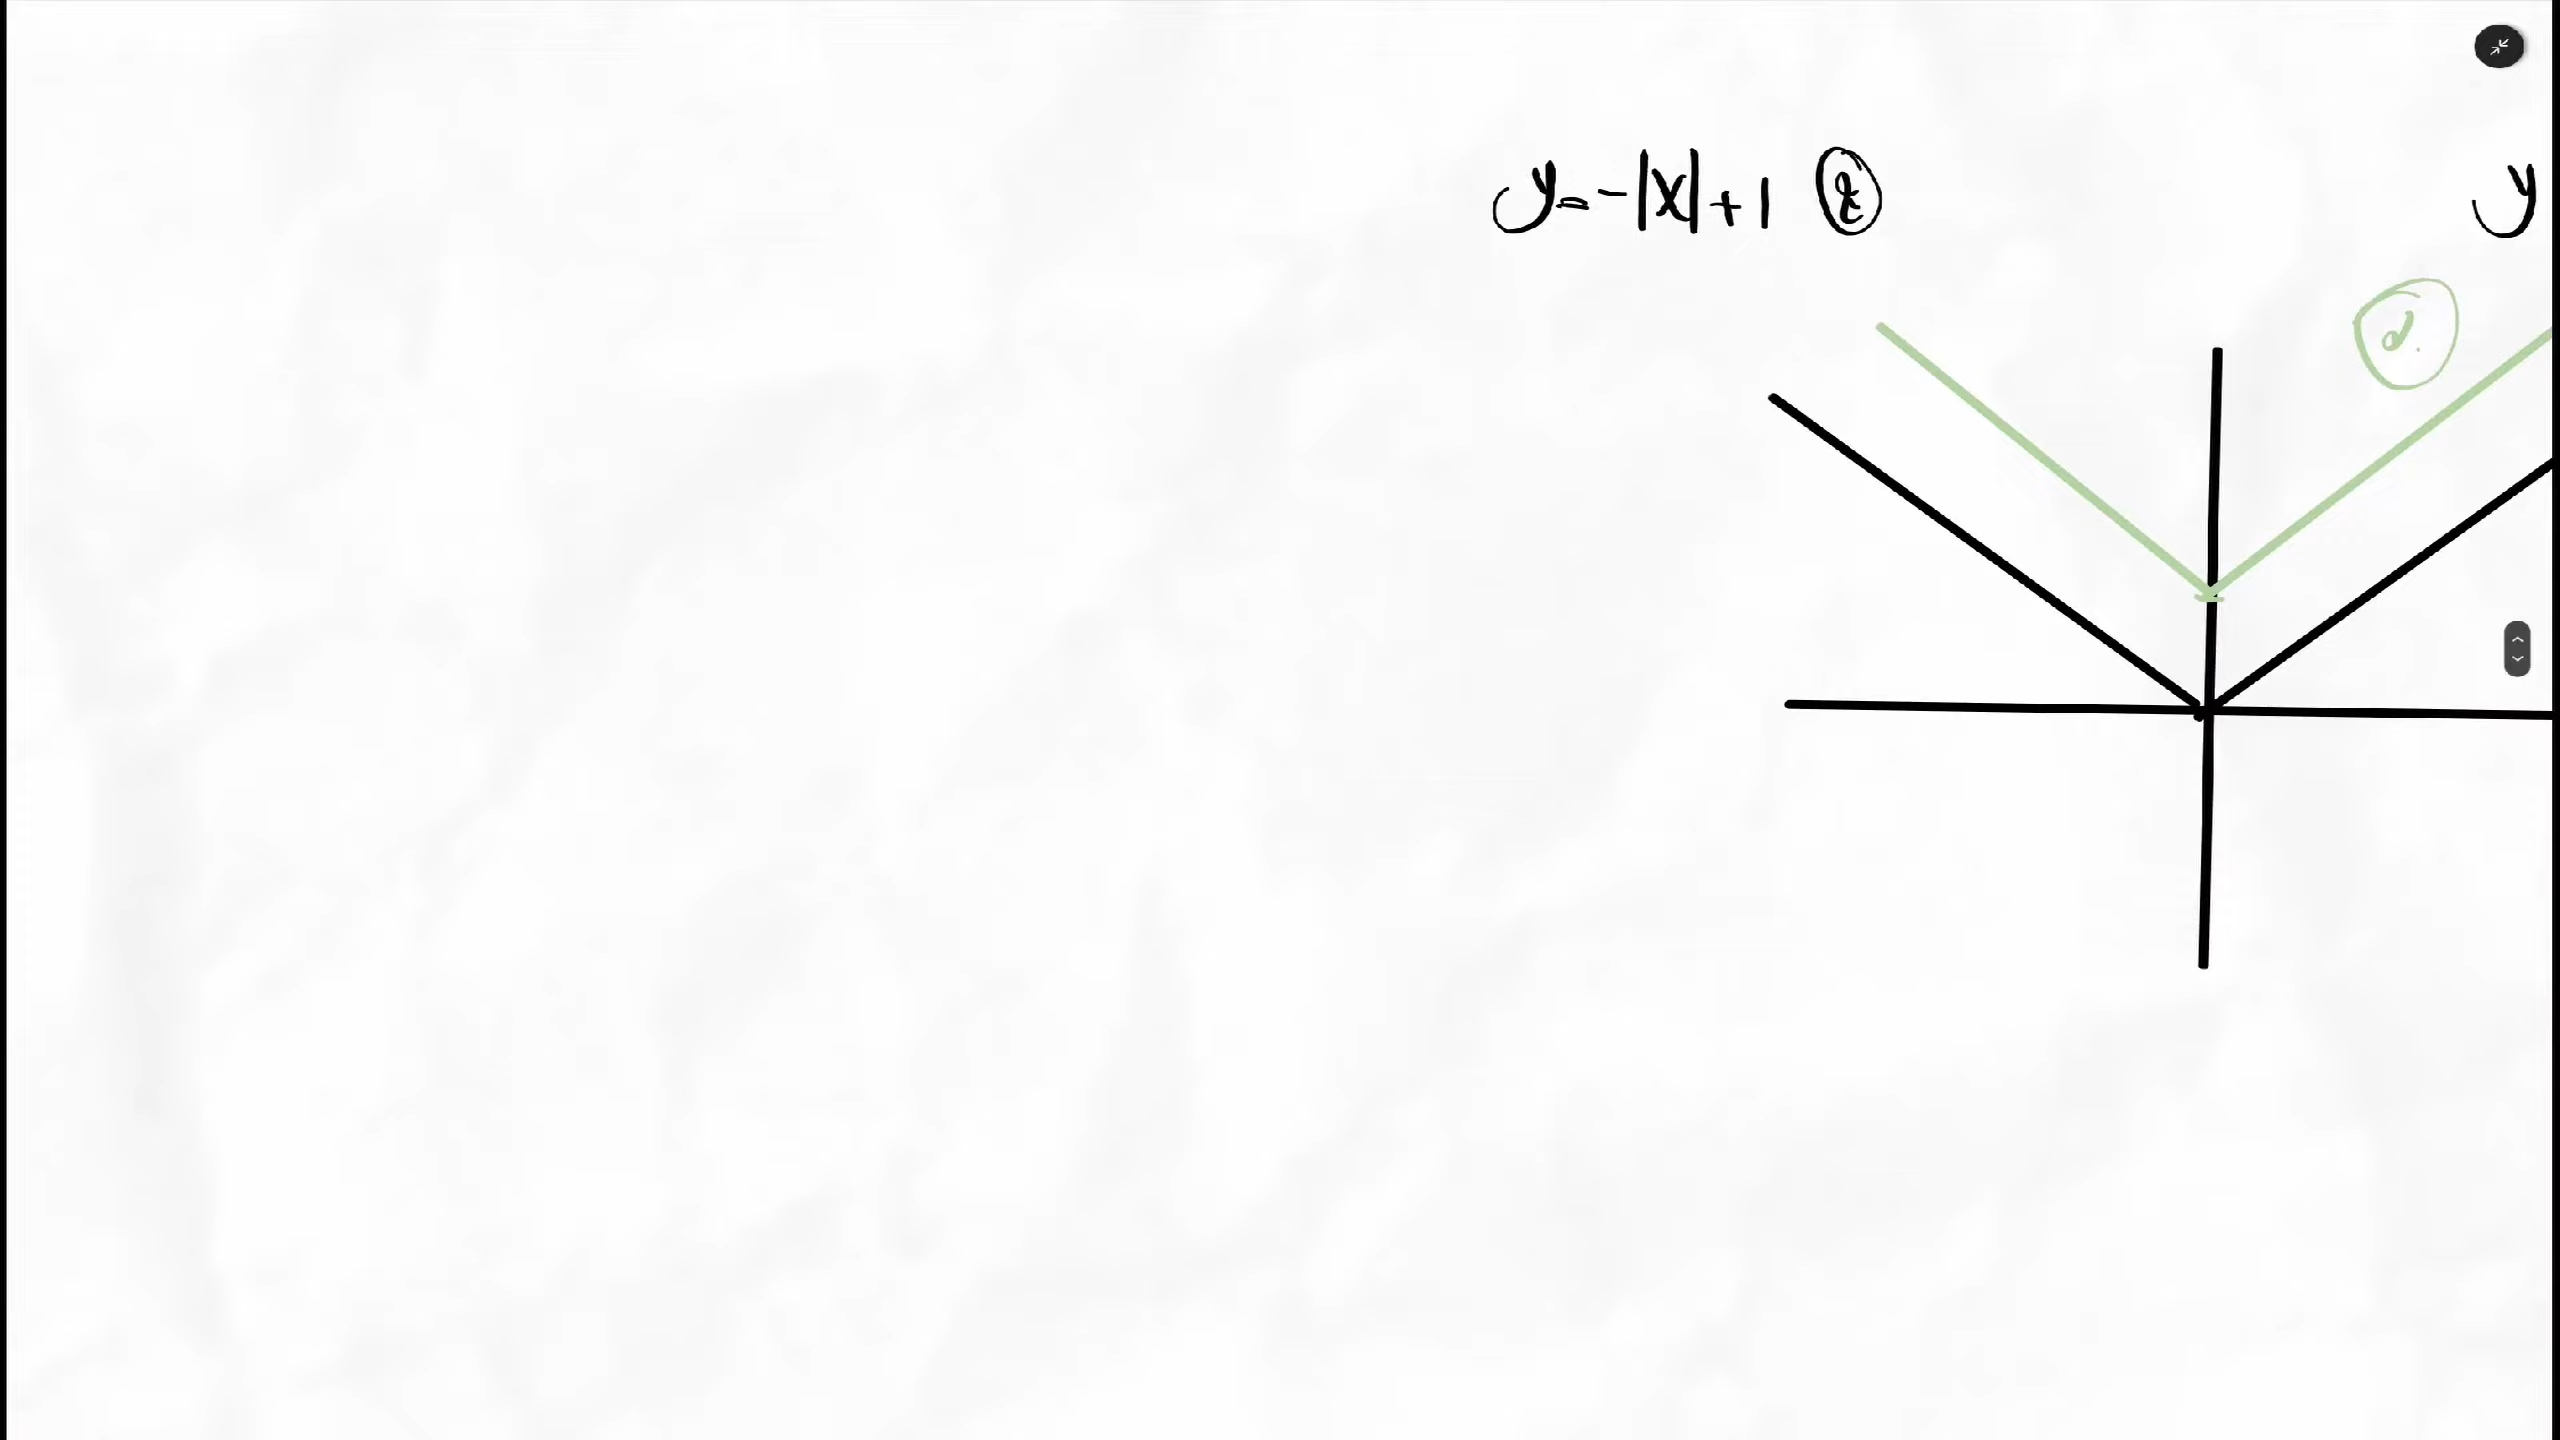 y = -|x| + 1
y